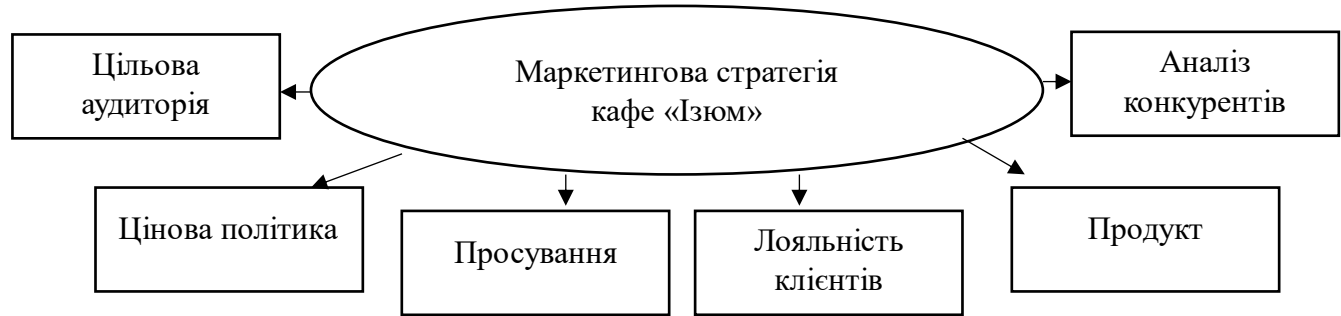 Цільова
аудиторія
Маркетингова стратегія
кафе «Ізюм»
Аналіз
конкурентів
Цінова політика
Просування
Лояльність
клієнтів
Продукт